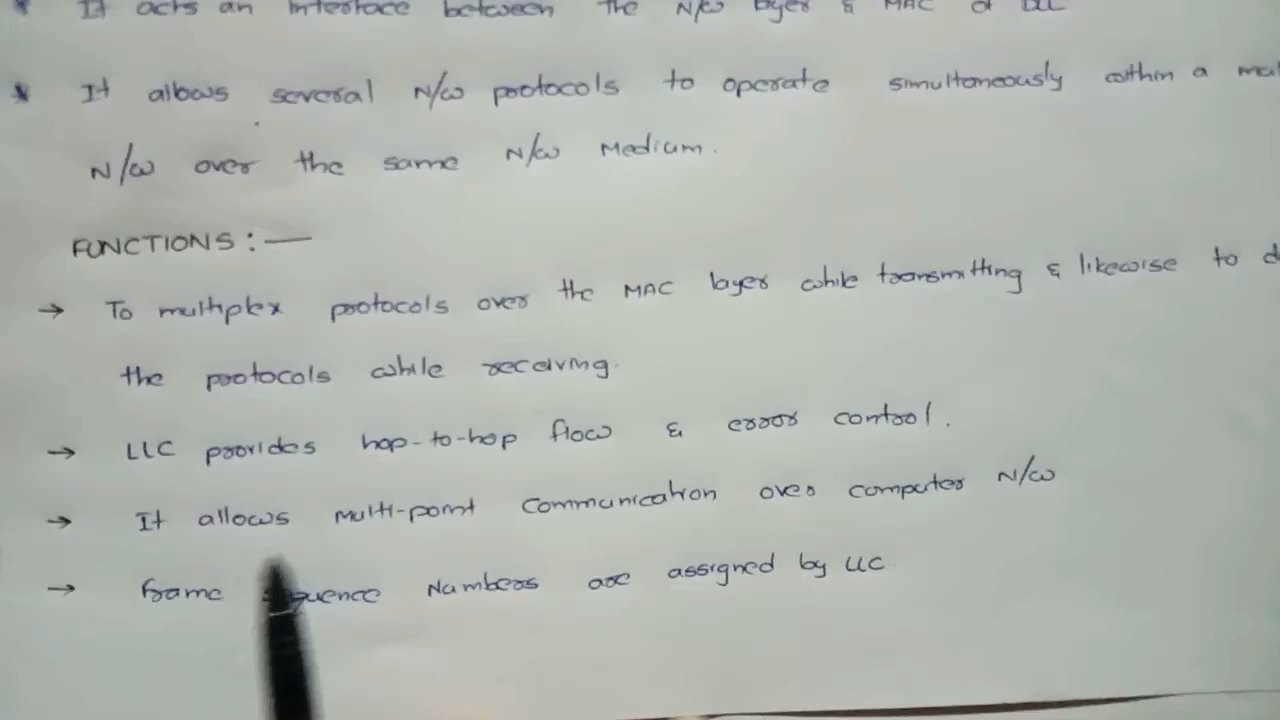 * It acts an interface between the N/W layer & MAC of DLL
* It allows several N/W protocols to operate simultaneously within a
N/W over the same N/W Medium.
FUNCTIONS :—
→ To multiplex protocols over the MAC layer while transmitting & likewise to
the protocols while receiving.
→ LLC provides hop-to-hop flow & error control.
→ It allows Multi-point Communication over computer N/W
→ Frame Sequence Numbers are assigned by LLC